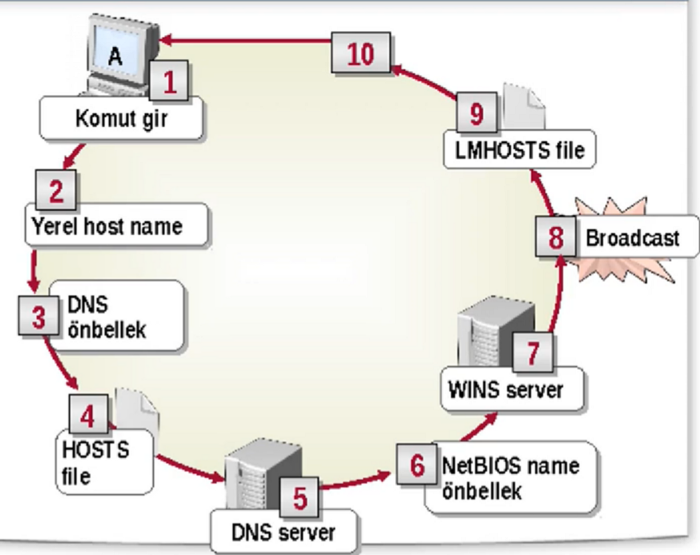 A
1
Komut gir
2
Yerel host name
3
DNS
önbellek
4
HOSTS
file
5
DNS server
6
NetBIOS name
önbellek
7
WINS server
8
Broadcast
9
LMHOSTS file
10